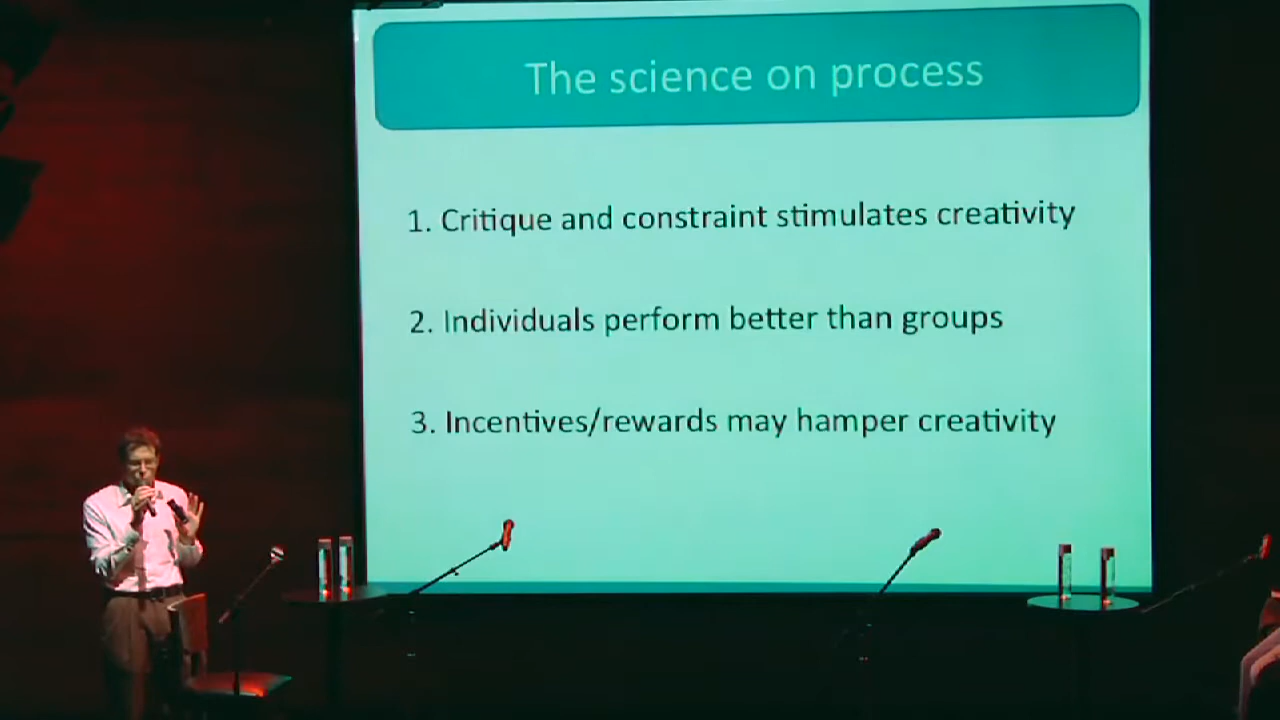 The science on process
1. Critique and constraint stimulates creativity
2. Individuals perform better than groups
3. Incentives/rewards may hamper creativity